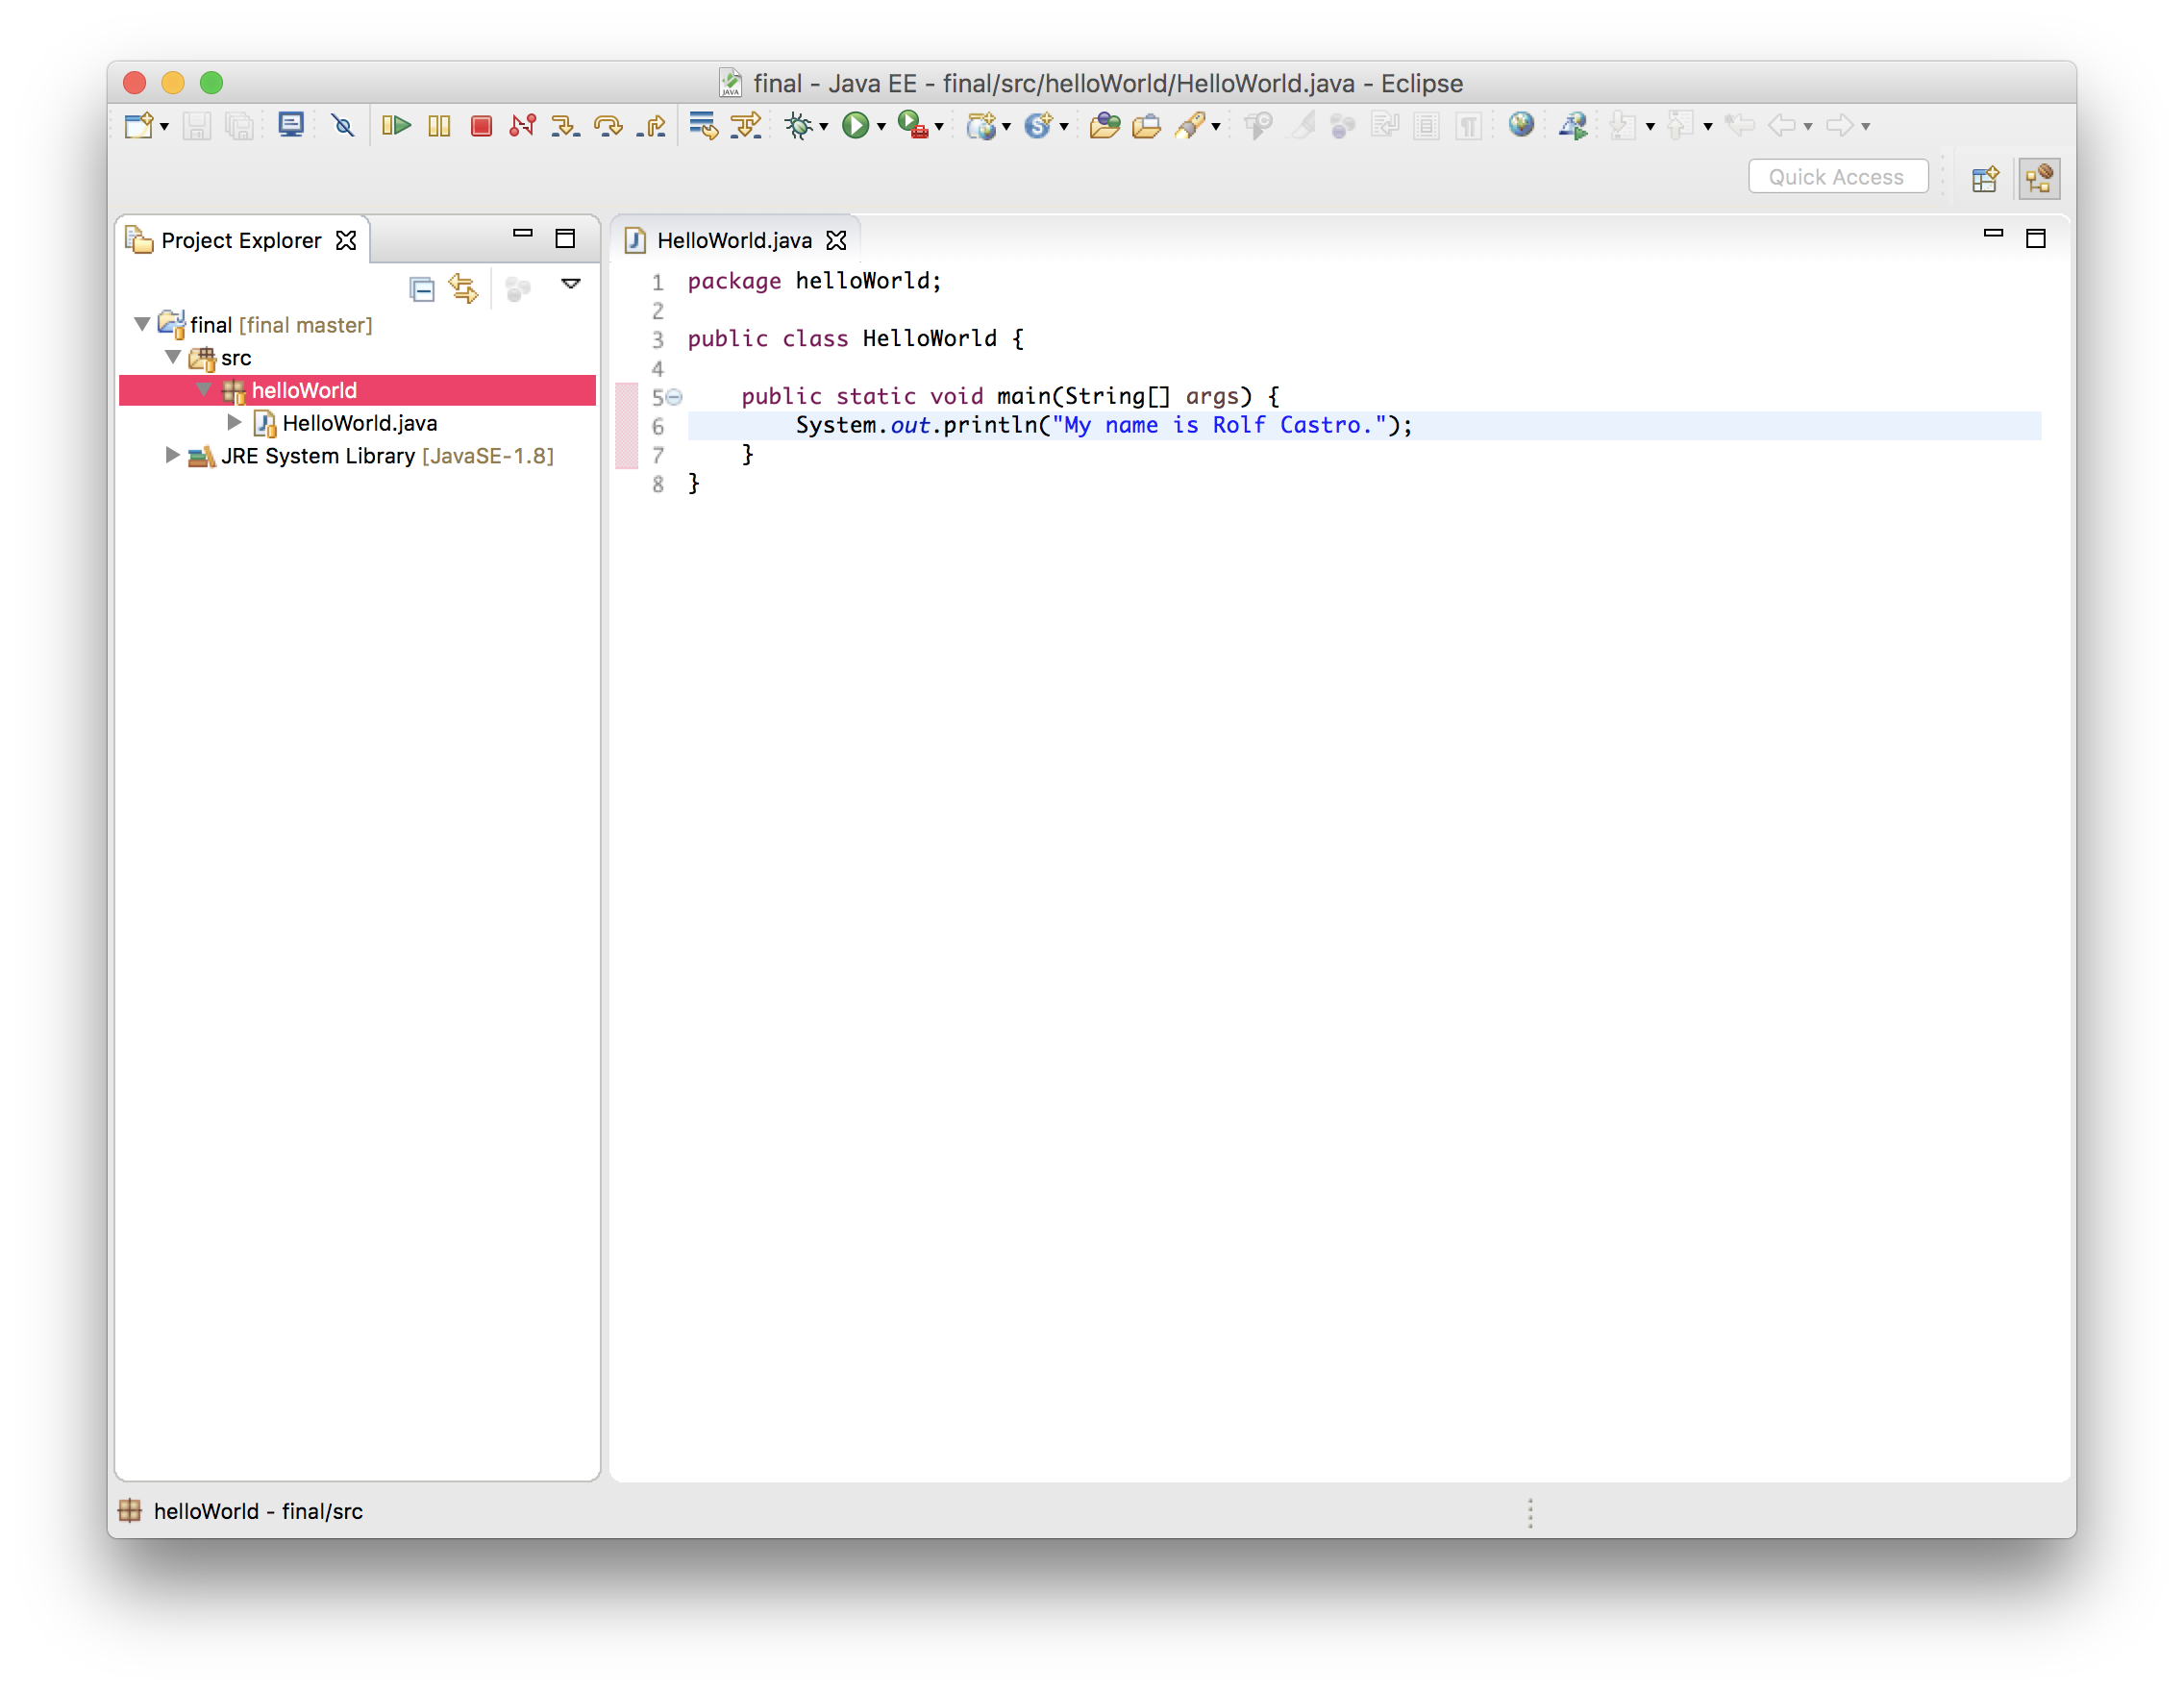 final - Java EE - final/src/helloWorld/HelloWorld.java - Eclipse
Quick Access
Project Explorer
final [final master]
src
helloWorld
HelloWorld.java
JRE System Library [JavaSE-1.8]
HelloWorld.java
1 package helloWorld;
2
3 public class HelloWorld {
4
5 public static void main(String[] args) {
6 System.out.println("My name is Rolf Castro.");
7 }
8 }
helloWorld - final/src